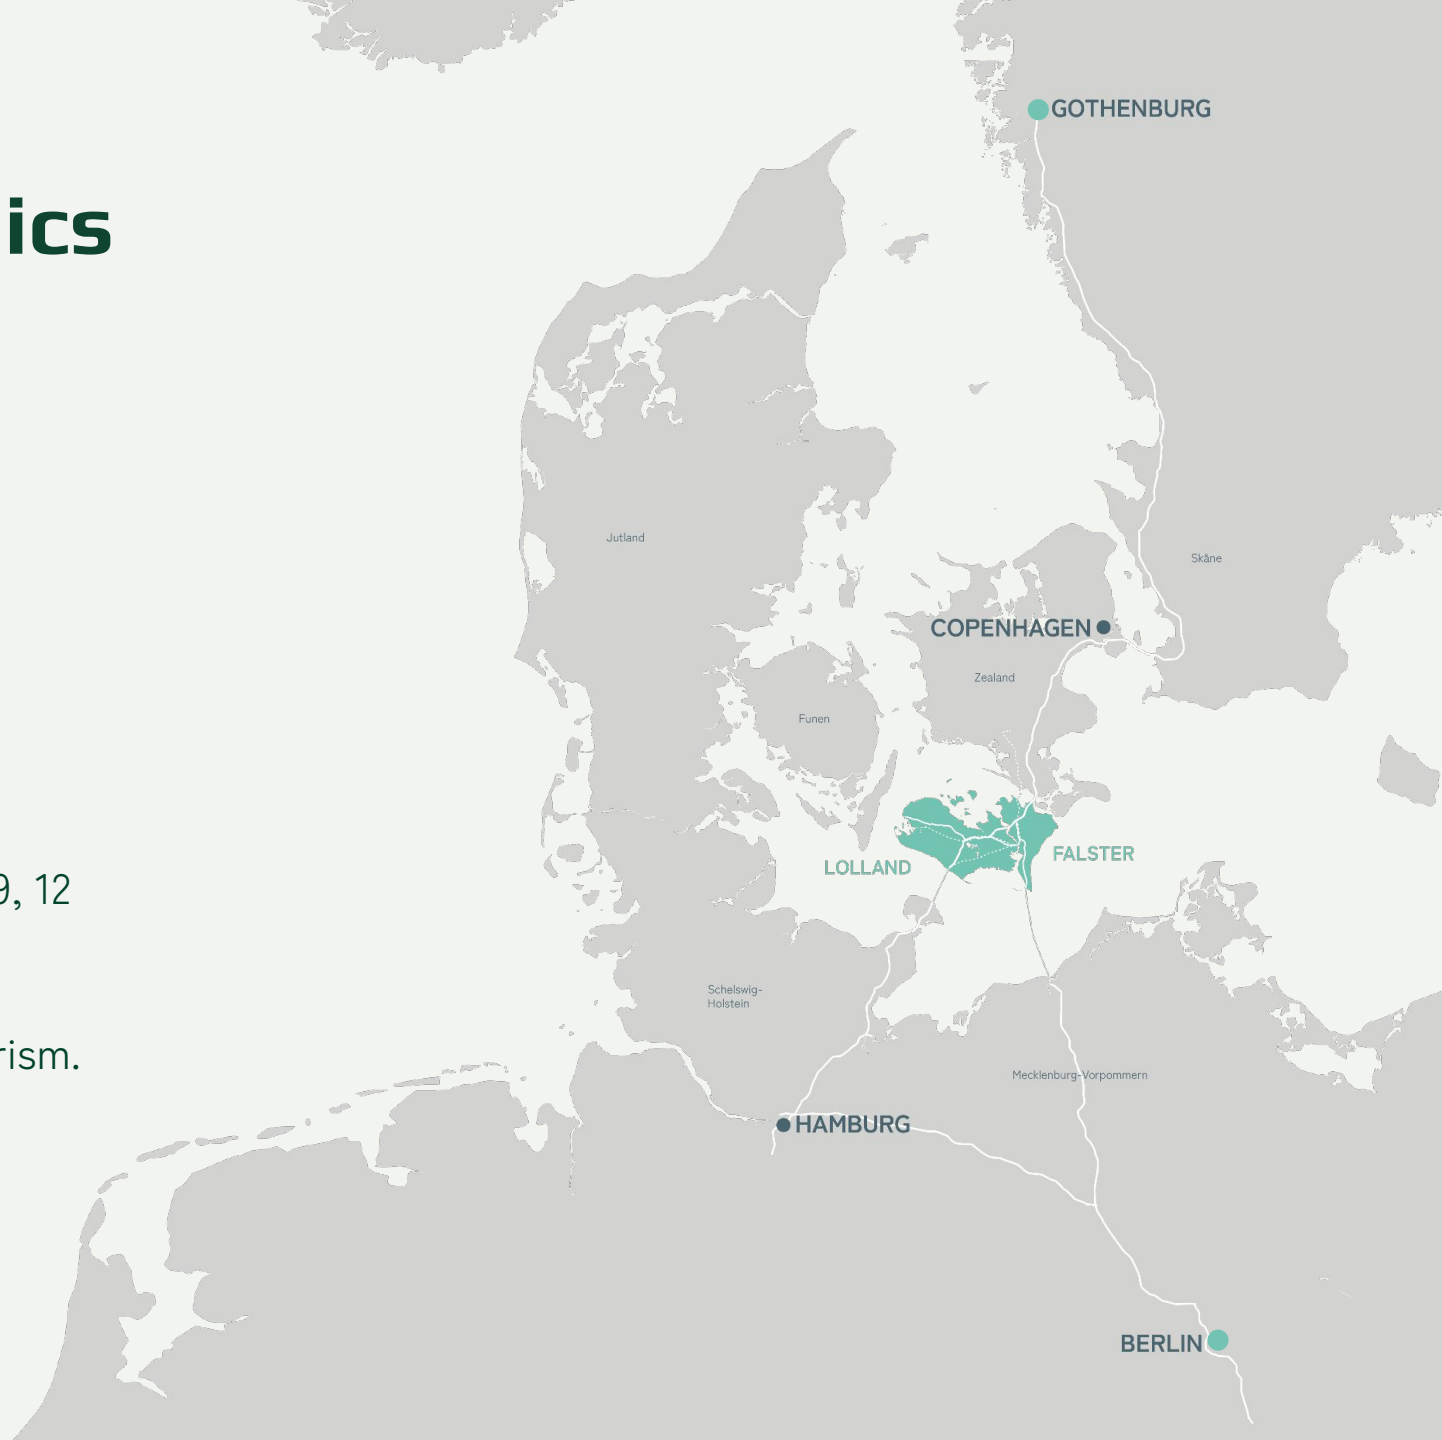 GOTHENBURG
ics
Jutland
Skåne
COPENHAGEN
Zealand
Funen
LOLLAND
FALSTER
9, 12
Schelswig-
Holstein
rism.
Mecklenburg-Vorpommern
HAMBURG
BERLIN